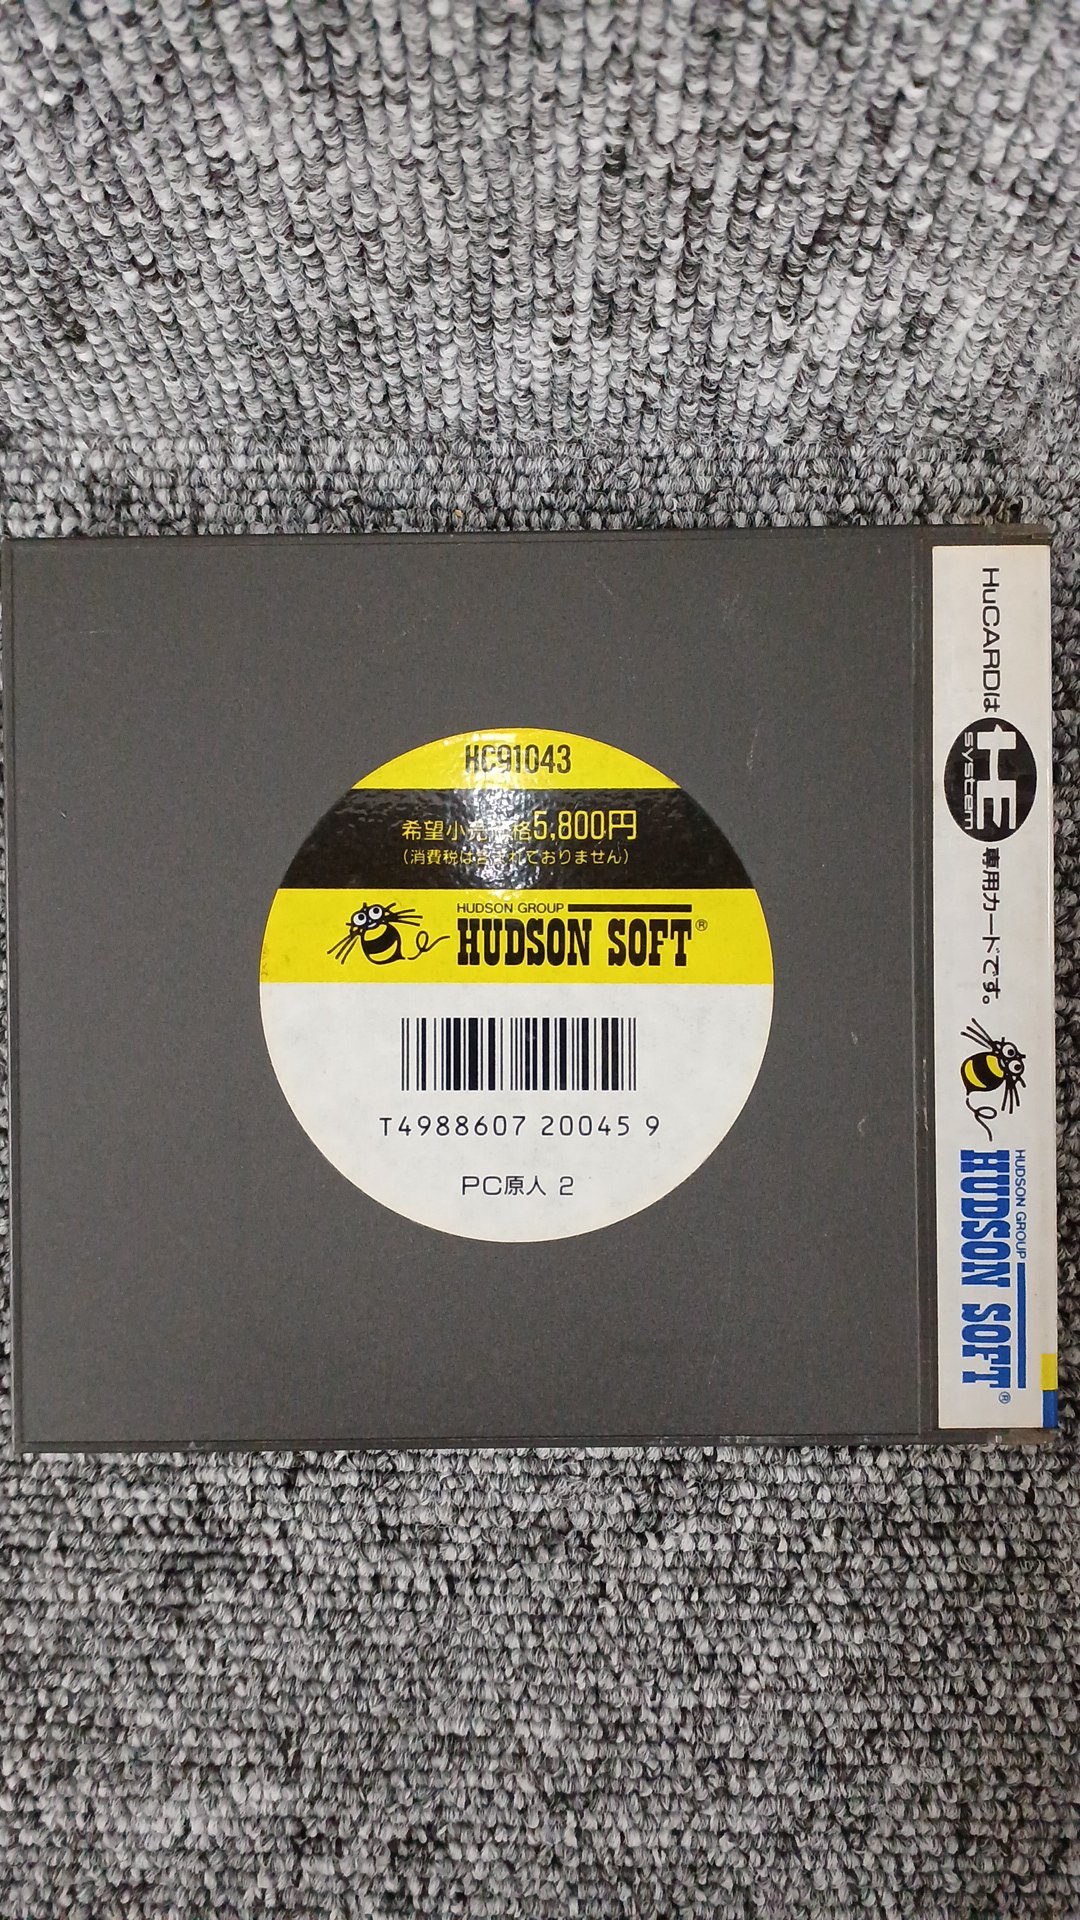 HC91043
希望小売価格5,800円
(消費税は含まれておりません)
HUDSON GROUP
HUDSON SOFT®
T4988607 20045 9
PC原人 2
HuCARDは
HE
system
専用カードです。
HUDSON GROUP
HUDSON SOFT®